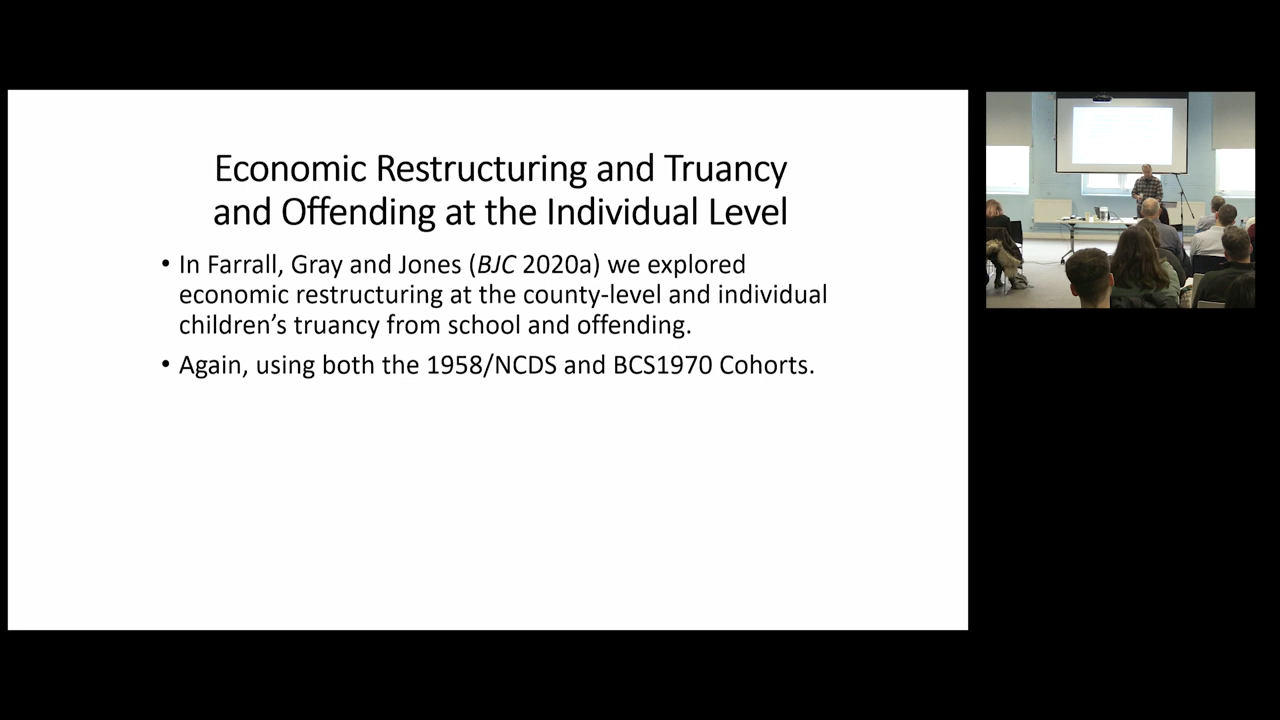 Economic Restructuring and Truancy
and Offending at the Individual Level
• In Farrall, Gray and Jones (BJC 2020a) we explored
economic restructuring at the county-level and individual
children’s truancy from school and offending.
• Again, using both the 1958/NCDS and BCS1970 Cohorts.